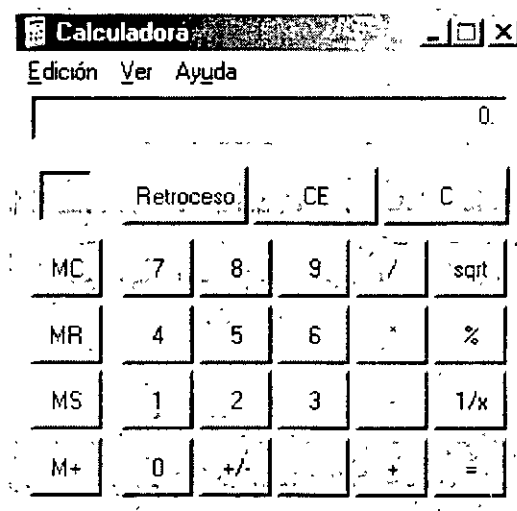 Calculadora
Edición Ver Ayuda
0.
Retroceso CE C
MC 7 8 9 / sqrt
MR 4 5 6 * %
MS 1 2 3 - 1/x
M+ 0 +/- . + =